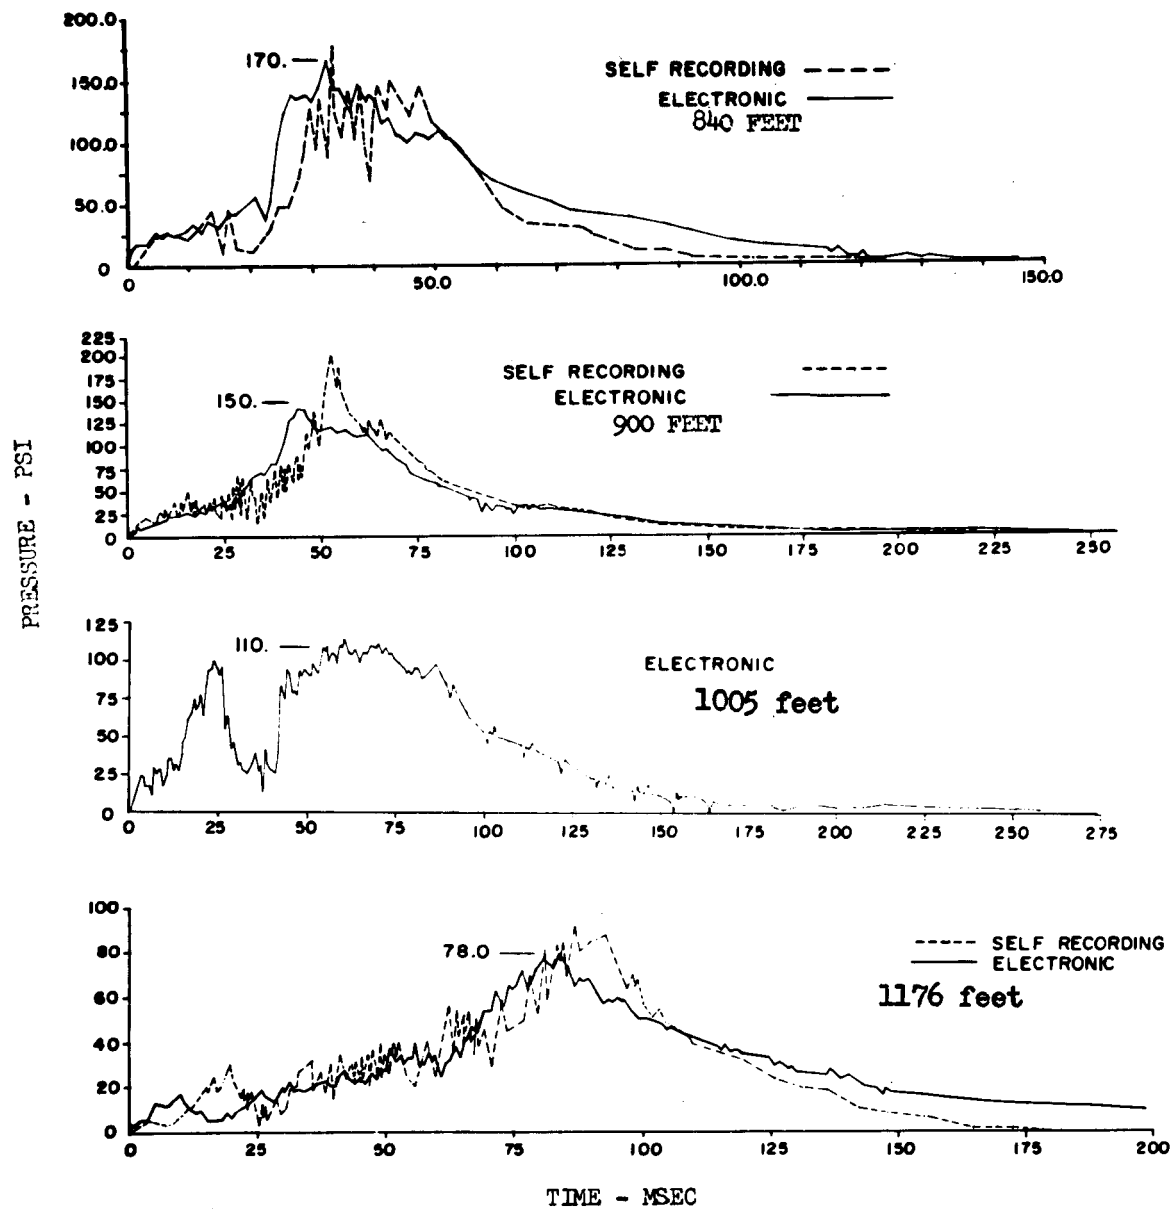 200.0
150.0
100.0
50.0
0
170.
SELF RECORDING
ELECTRONIC
840 FEET
0 50.0 100.0 150.0
225
200
175
150
125
100
75
50
25
0
150.
SELF RECORDING
ELECTRONIC
900 FEET
0 25 50 75 100 125 150 175 200 225 250
PRESSURE - PSI
125
100
75
50
25
0
110.
ELECTRONIC
1005 feet
0 25 50 75 100 125 150 175 200 225 250 275
100
80
60
40
20
0
78.0
SELF RECORDING
ELECTRONIC
1176 feet
0 25 50 75 100 125 150 175 200
TIME - MSEC